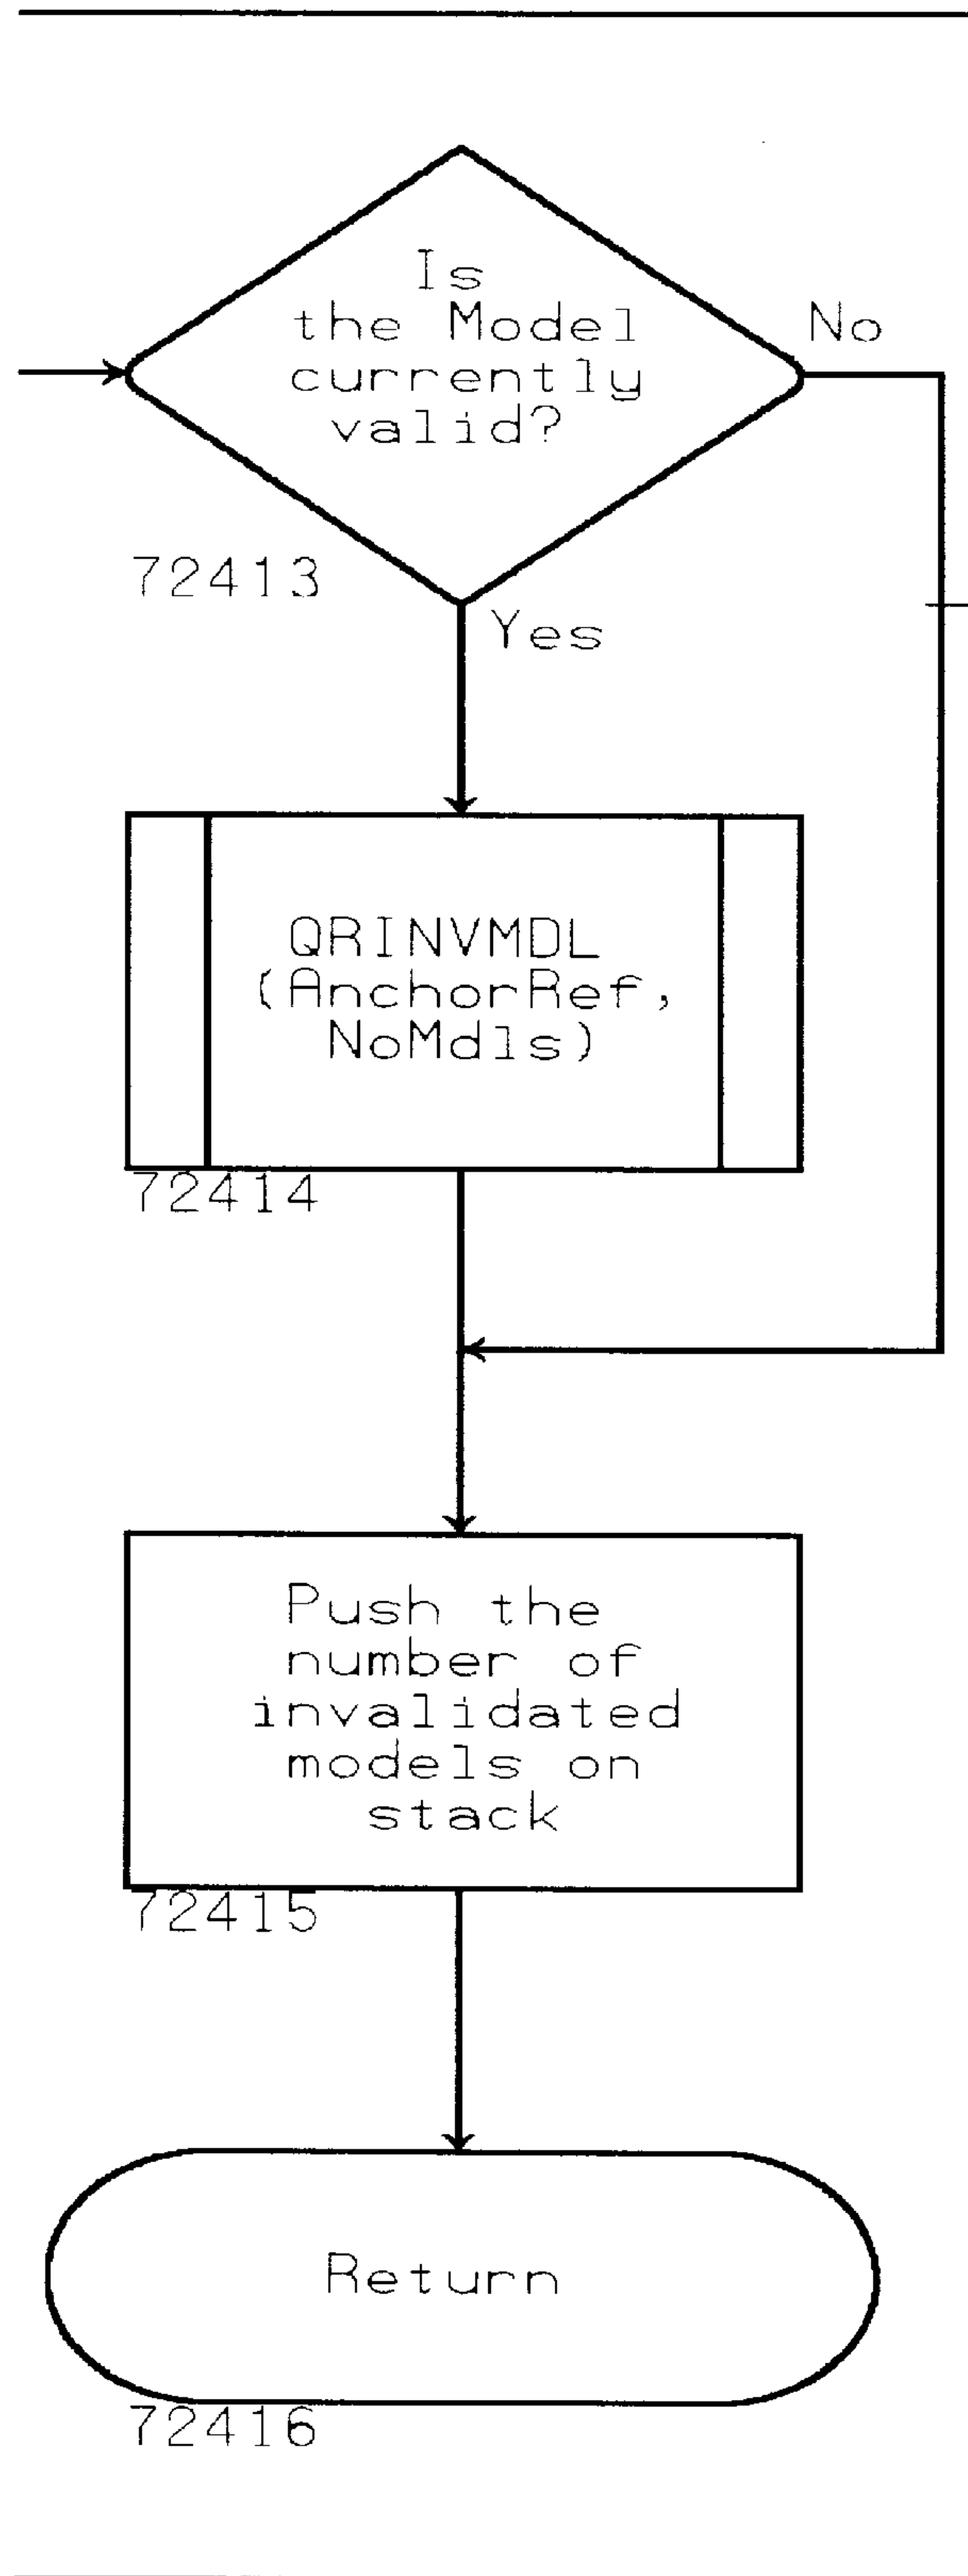 Is
the Model
currently
valid?
No
72413
Yes
QRINVMDL
(AnchorRef,
NoMdls)
72414
Push the
number of
invalidated
models on
stack
72415
Return
72416